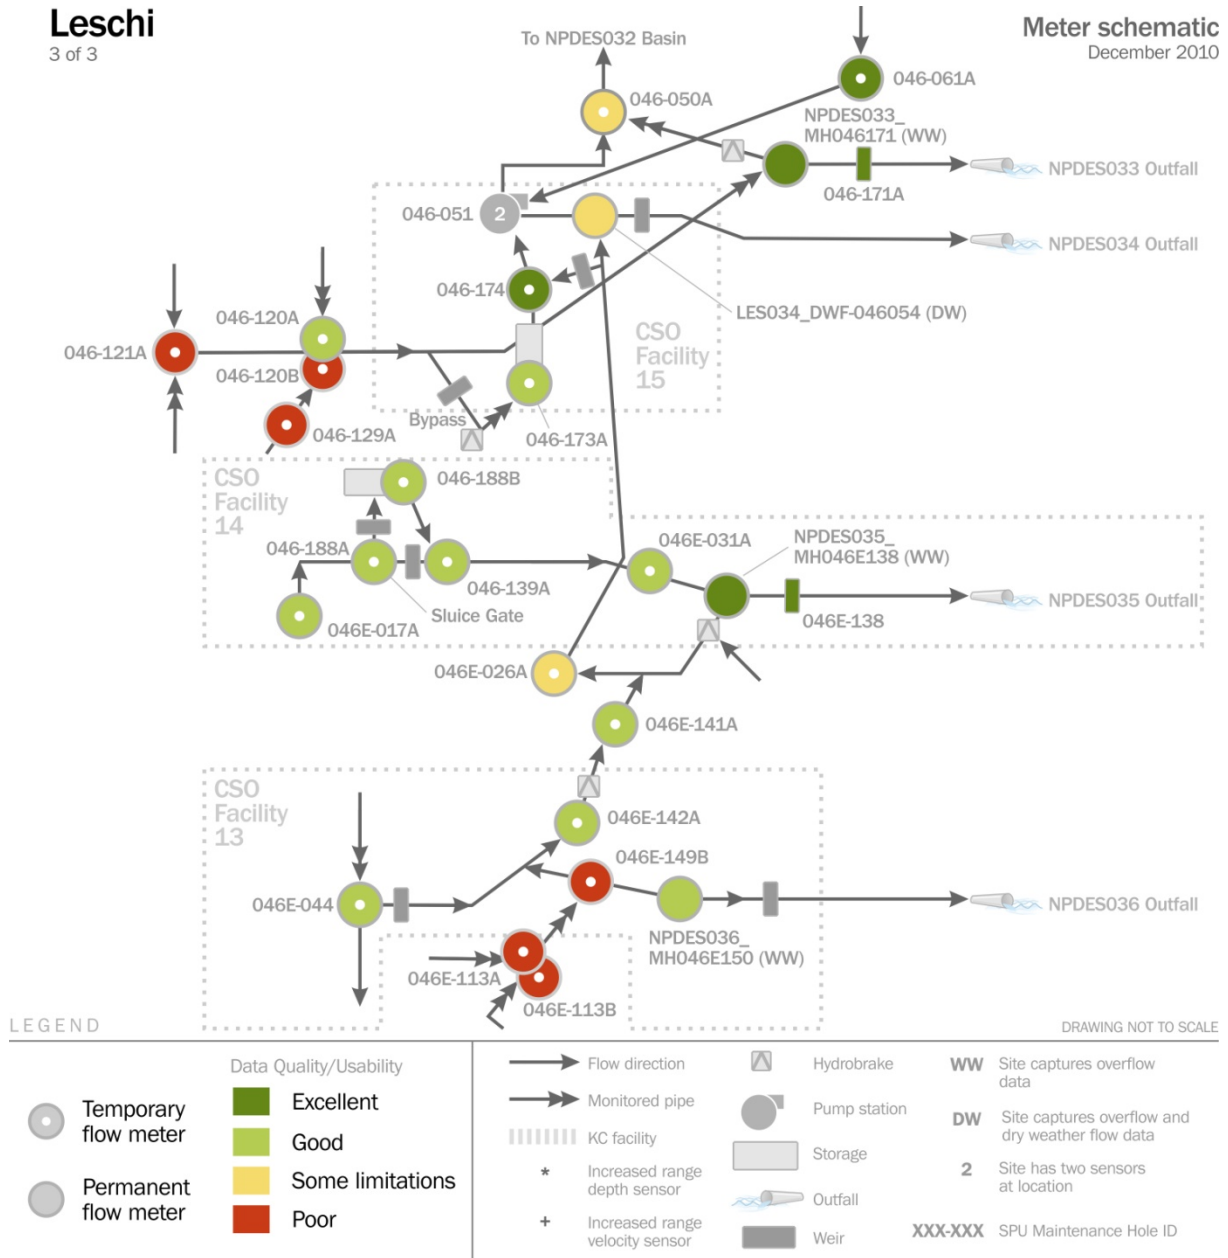 Leschi
3 of 3
Meter schematic
December 2010
To NPDES032 Basin
046-050A
046-061A
NPDES033_
MH046171 (WW)
046-171A
NPDES033 Outfall
046-051
2
NPDES034 Outfall
046-174
LES034_DWF-046054 (DW)
046-120A
046-121A
046-120B
CSO
Facility
15
046-129A
Bypass
046-173A
CSO
Facility
14
046-188B
046-188A
046-139A
Sluice Gate
046E-017A
046E-031A
NPDES035_
MH046E138 (WW)
046E-138
NPDES035 Outfall
046E-026A
046E-141A
CSO
Facility
13
046E-142A
046E-149B
046E-044
NPDES036_
MH046E150 (WW)
NPDES036 Outfall
046E-113A
046E-113B
LEGEND
DRAWING NOT TO SCALE
Temporary
flow meter
Permanent
flow meter
Data Quality/Usability
Excellent
Good
Some limitations
Poor
Flow direction
Monitored pipe
KC facility
* Increased range
depth sensor
+ Increased range
velocity sensor
Hydrobrake
Pump station
Storage
Outfall
Weir
WW Site captures overflow
data
DW Site captures overflow and
dry weather flow data
2 Site has two sensors
at location
XXX-XXX SPU Maintenance Hole ID